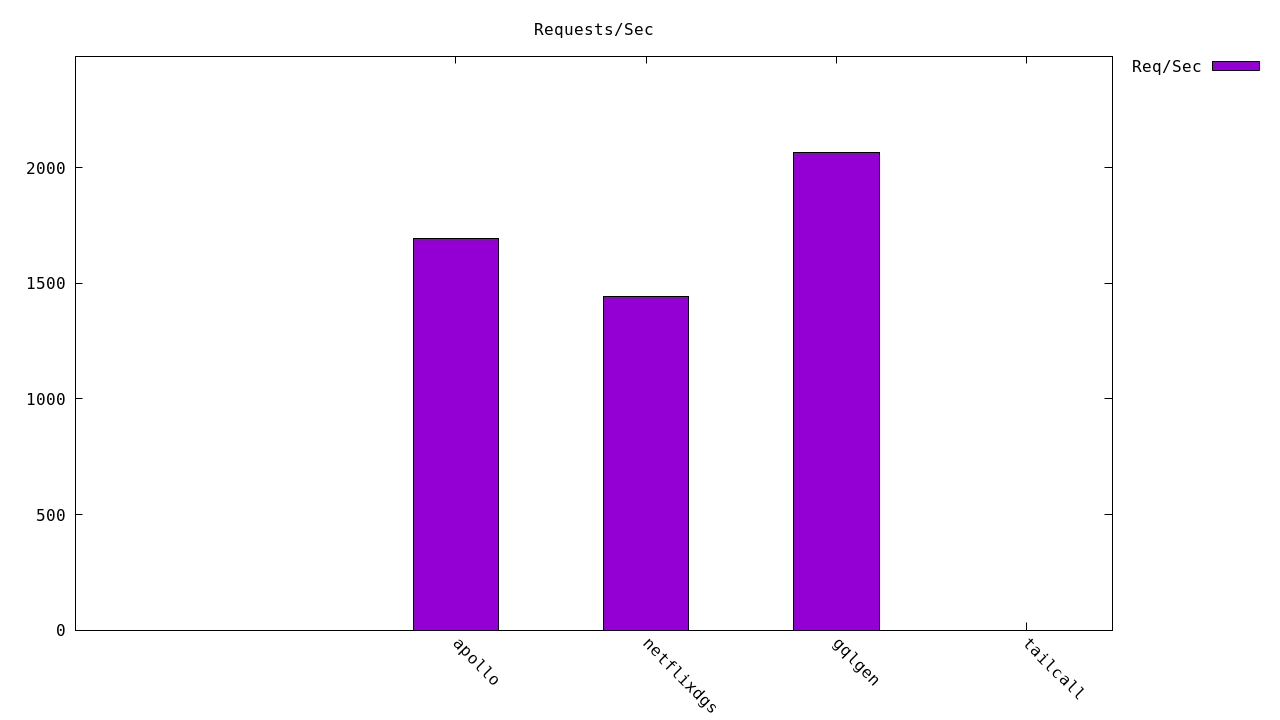 Requests/Sec
Req/Sec
2000
1500
1000
500
0
apollo
netflixdgs
gqlgen
tailcall